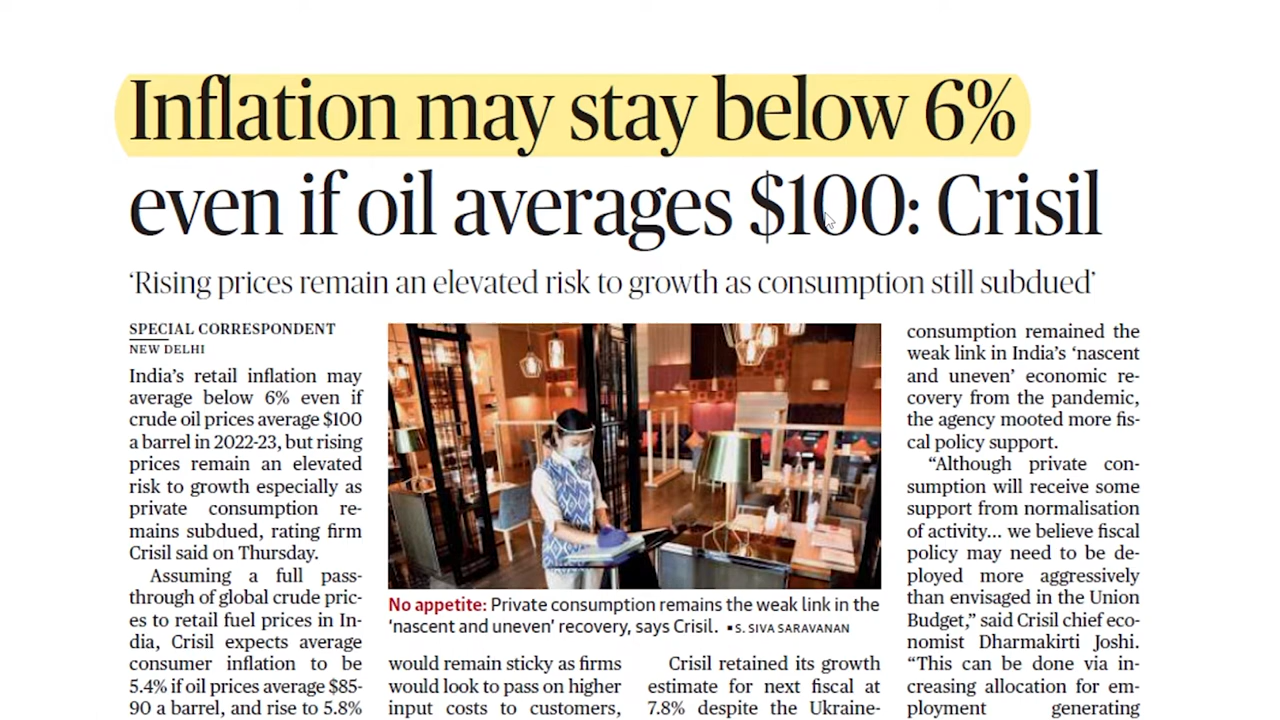 Inflation may stay below 6%
even if oil averages $100: Crisil
‘Rising prices remain an elevated risk to growth as consumption still subdued’
SPECIAL CORRESPONDENT
NEW DELHI
India’s retail inflation may
average below 6% even if
crude oil prices average $100
a barrel in 2022-23, but rising
prices remain an elevated
risk to growth especially as
private consumption re-
mains subdued, rating firm
Crisil said on Thursday.
Assuming a full pass-
through of global crude pric-
es to retail fuel prices in In-
dia, Crisil expects average
consumer inflation to be
5.4% if oil prices average $85-
90 a barrel, and rise to 5.8%
No appetite: Private consumption remains the weak link in the
‘nascent and uneven’ recovery, says Crisil. ▪S. SIVA SARAVANAN
would remain sticky as firms
would look to pass on higher
input costs to customers,
Crisil retained its growth
estimate for next fiscal at
7.8% despite the Ukraine-
consumption remained the
weak link in India’s ‘nascent
and uneven’ economic re-
covery from the pandemic,
the agency mooted more fis-
cal policy support.
“Although private con-
sumption will receive some
support from normalisation
of activity... we believe fiscal
policy may need to be de-
ployed more aggressively
than envisaged in the Union
Budget,” said Crisil chief eco-
nomist Dharmakirti Joshi.
“This can be done via in-
creasing allocation for em-
ployment generating